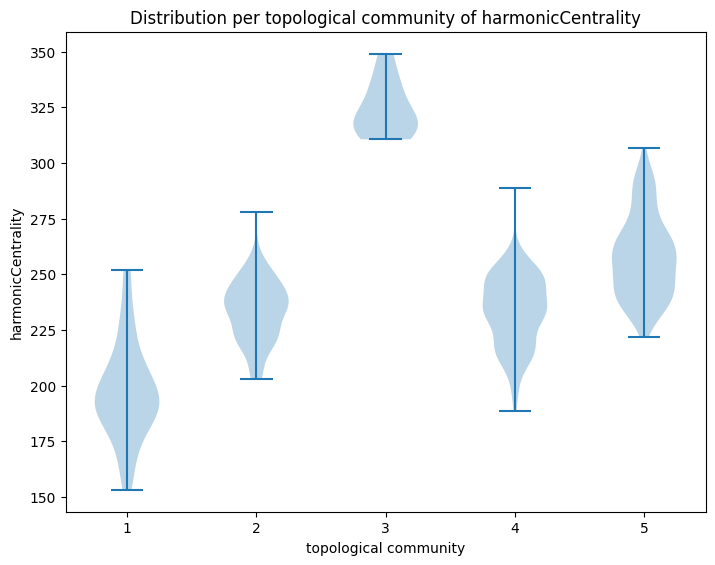 Distribution per topological community of harmonicCentrality
harmonicCentrality
350
325
300
275
250
225
200
175
150
1 2 3 4 5
topological community